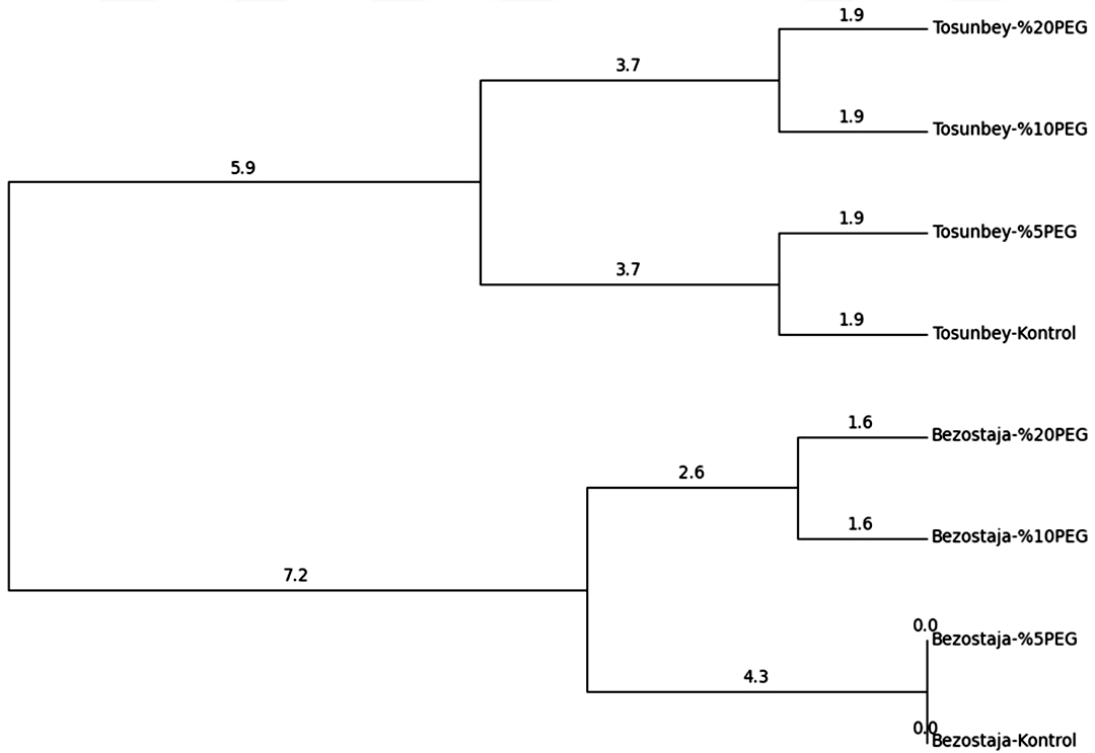 1.9
Tosunbey-%20PEG
3.7
1.9
Tosunbey-%10PEG
5.9
1.9
Tosunbey-%5PEG
3.7
1.9
Tosunbey-Kontrol
1.6
Bezostaja-%20PEG
2.6
1.6
Bezostaja-%10PEG
7.2
0.0
Bezostaja-%5PEG
4.3
0.0
Bezostaja-Kontrol